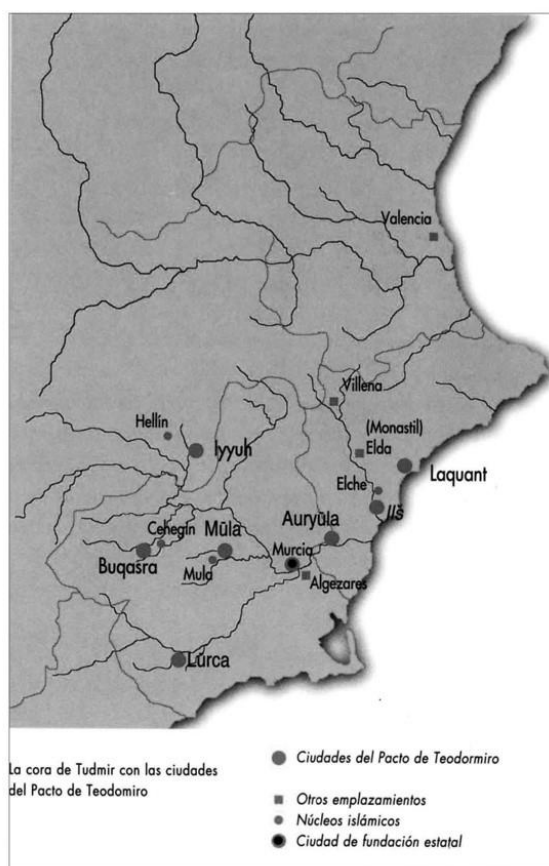 Valencia
Villena
Hellín
(Monastil)
Iyyuh
Elda
Laquant
Elche
Ilš
Cehegín
Mūla
Auryūla
Buqasra
Murcia
Mula
Algezares
Lūrca
La cora de Tudmir con las ciudades
del Pacto de Teodomiro
Ciudades del Pacto de Teodormiro
Otros emplazamientos
Núcleos islámicos
Ciudad de fundación estatal